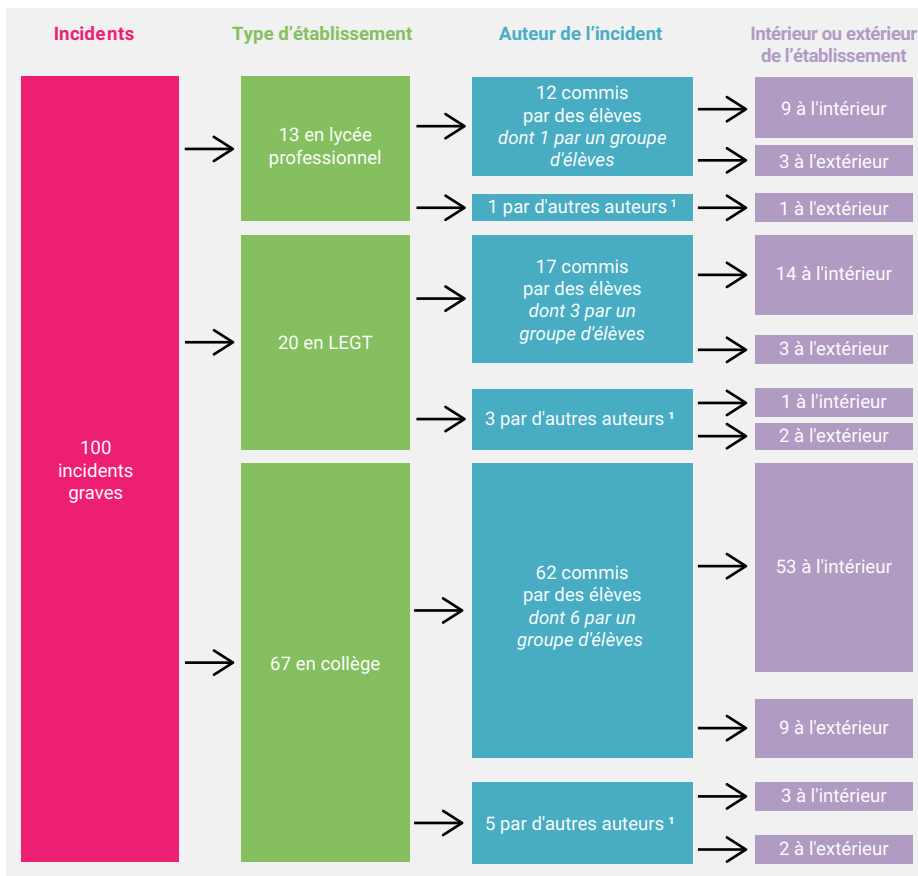 Incidents
Type d'établissement
Auteur de l'incident
Intérieur ou extérieur
de l'établissement
100
incidents
graves
13 en lycée
professionnel
12 commis
par des élèves
dont 1 par un groupe
d'élèves
9 à l'intérieur
3 à l'extérieur
1 par d'autres auteurs ¹
1 à l'extérieur
20 en LEGT
17 commis
par des élèves
dont 3 par un
groupe d'élèves
14 à l'intérieur
3 à l'extérieur
3 par d'autres auteurs ¹
1 à l'intérieur
2 à l'extérieur
67 en collège
62 commis
par des élèves
dont 6 par un
groupe d'élèves
53 à l'intérieur
9 à l'extérieur
5 par d'autres auteurs ¹
3 à l'intérieur
2 à l'extérieur